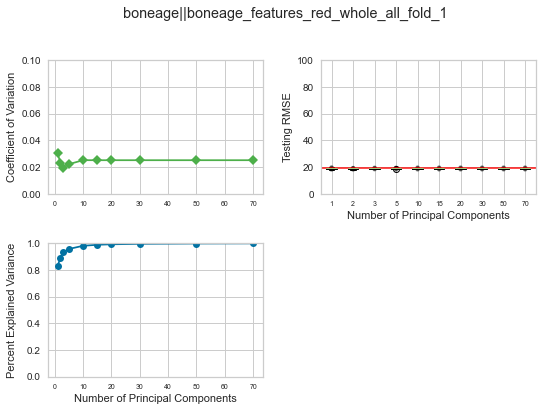 boneage||boneage_features_red_whole_all_fold_1
Coefficient of Variation
0.10
0.08
0.06
0.04
0.02
0.00
0 10 20 30 40 50 60 70
Testing RMSE
100
80
60
40
20
0
1 2 3 5 10 15 20 30 50 70
Number of Principal Components
Percent Explained Variance
1.0
0.8
0.6
0.4
0.2
0.0
0 10 20 30 40 50 60 70
Number of Principal Components